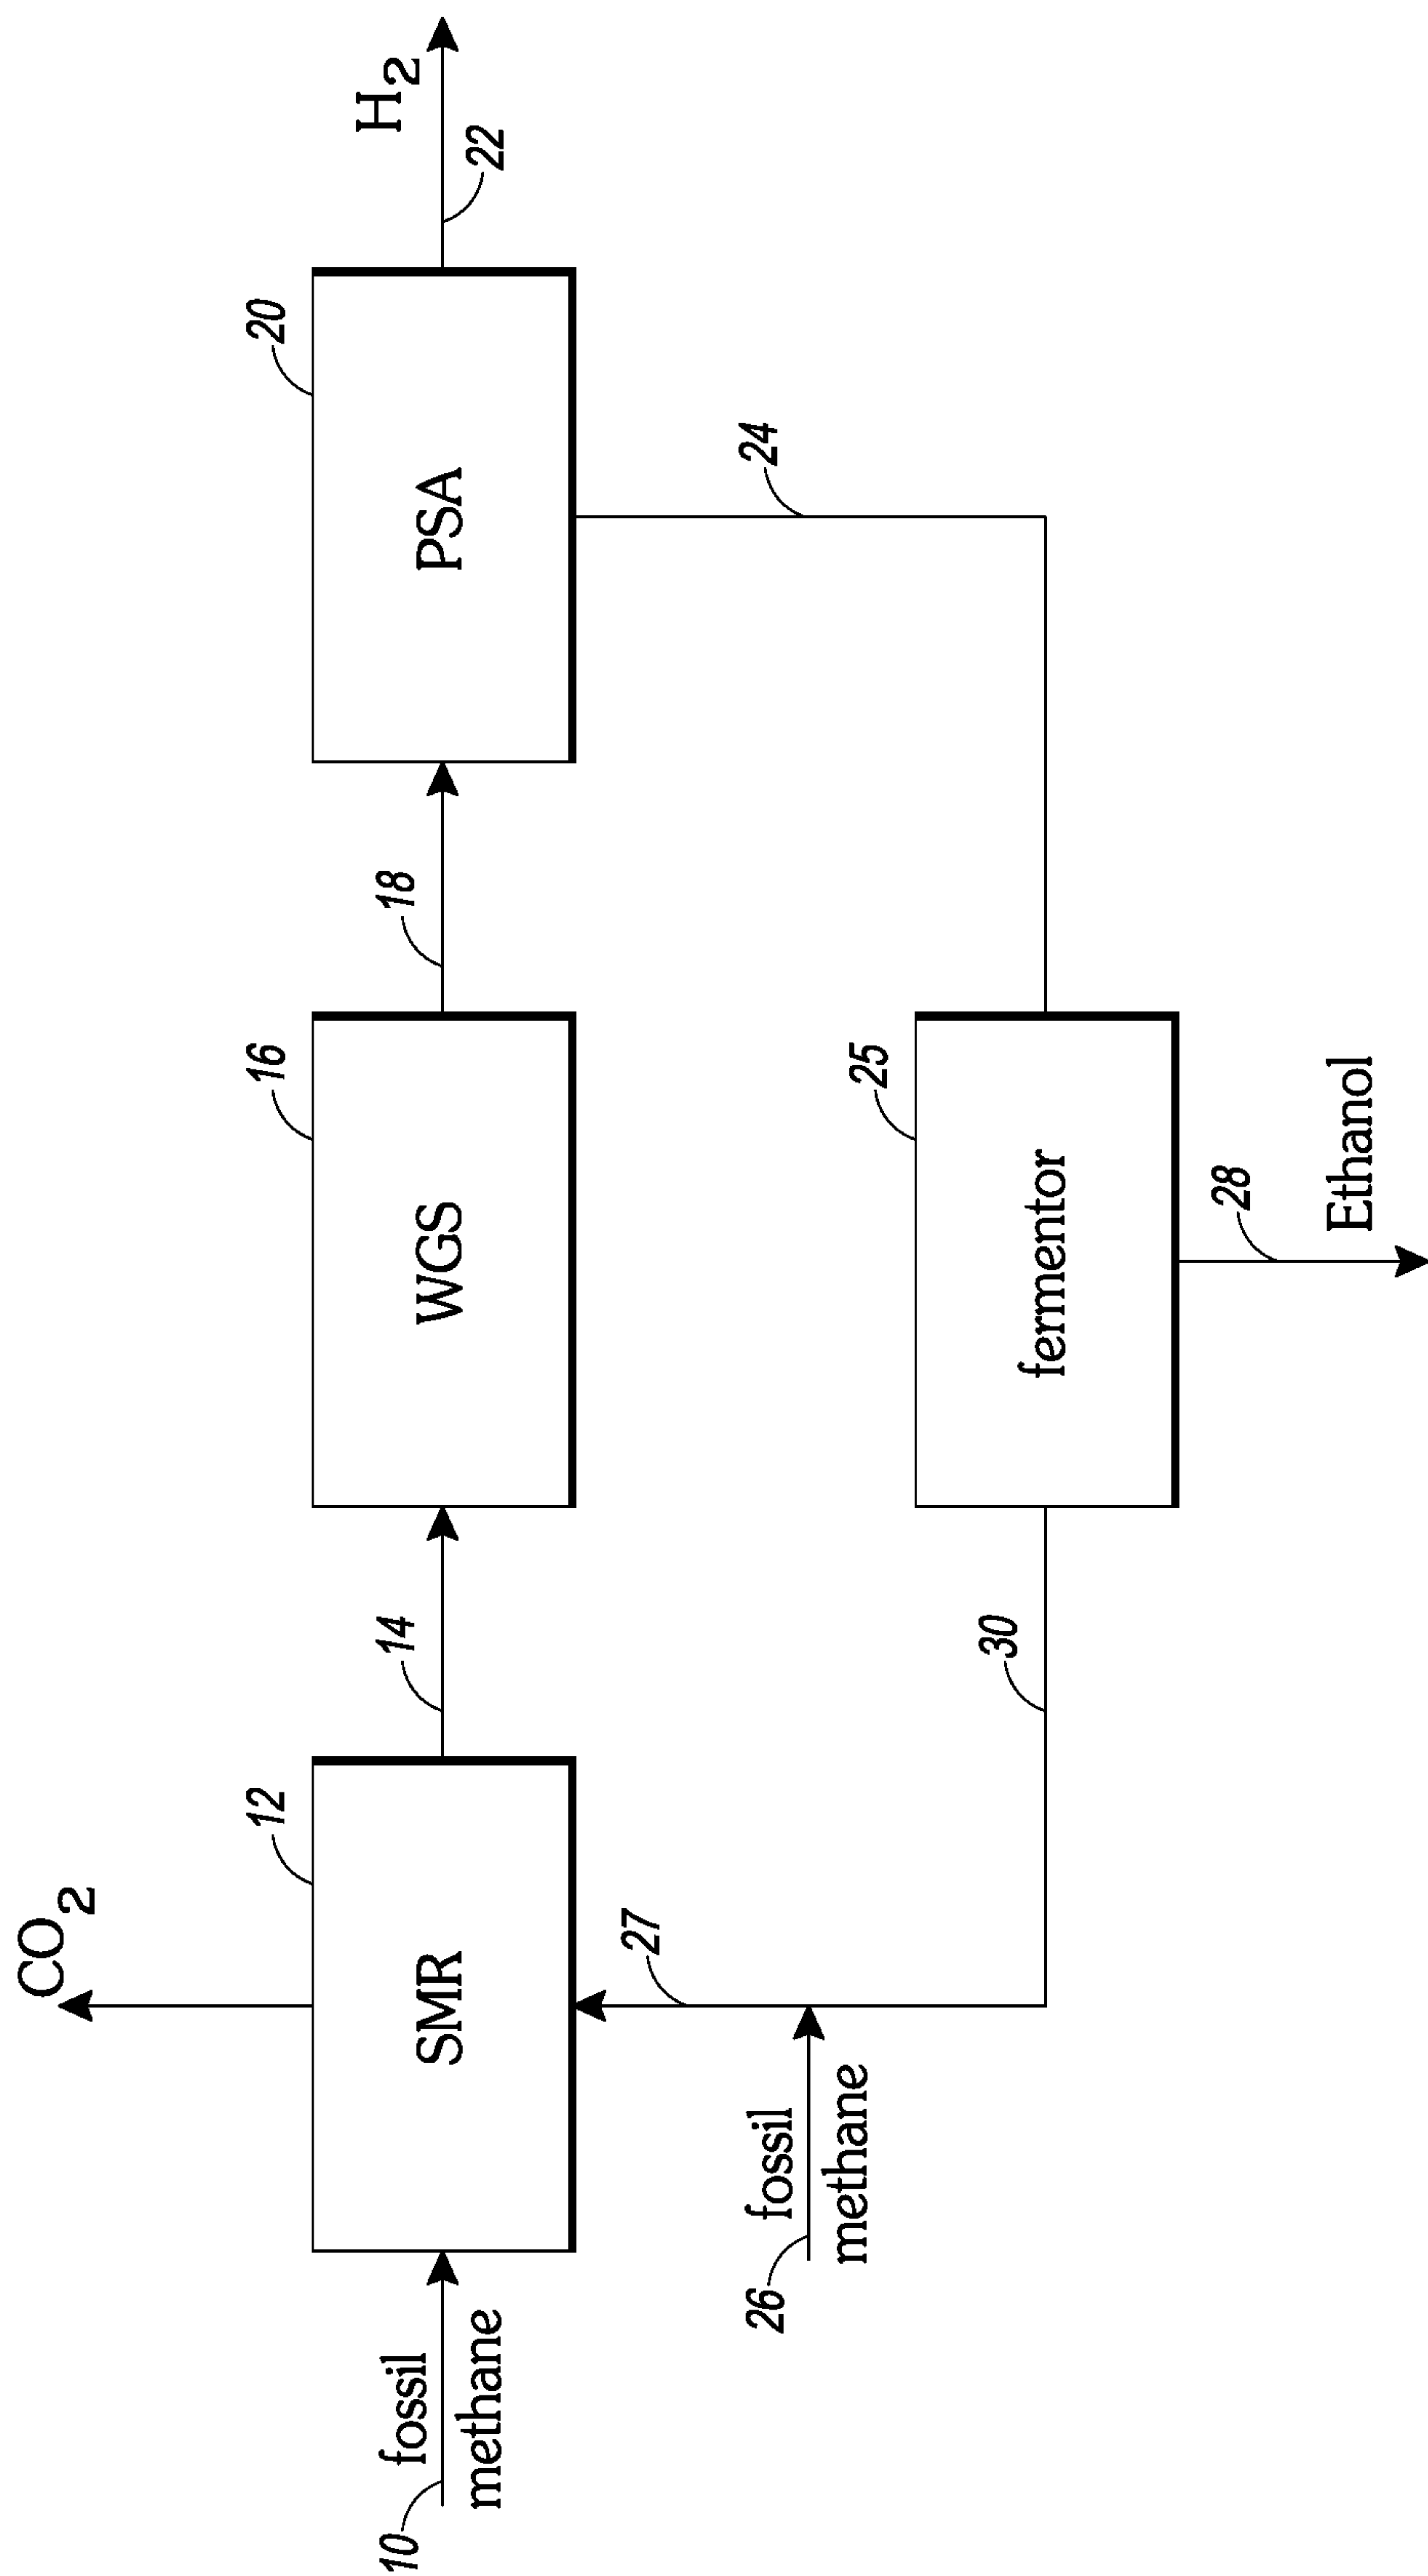 CO2
H2
12
16
20
10
fossil
methane
SMR
14
WGS
18
PSA
22
27
24
26
fossil
methane
25
30
fermentor
28
Ethanol